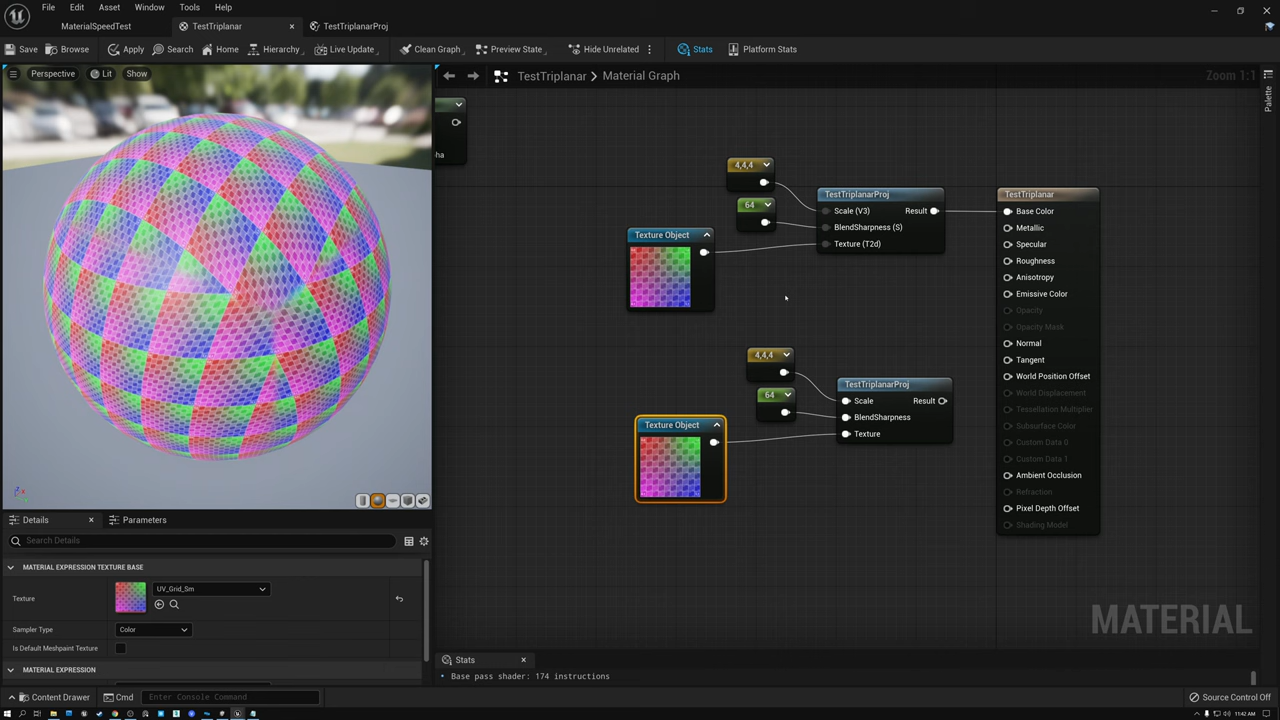 File Edit Asset Window Tools Help
MaterialSpeedTest TestTriplanar TestTriplanarProj
Save Browse Apply Search Home Hierarchy Live Update Clean Graph Preview State Hide Unrelated Stats Platform Stats
Perspective Lit Show
TestTriplanar Material Graph Zoom 1:1
Palette
ha
4,4,4
64
Texture Object
TestTriplanarProj
Scale (V3) Result
BlendSharpness (S)
Texture (T2d)
TestTriplanar
Base Color
Metallic
Specular
Roughness
Anisotropy
Emissive Color
Opacity
Opacity Mask
Normal
Tangent
World Position Offset
World Displacement
Tessellation Multiplier
Subsurface Color
Custom Data 0
Custom Data 1
Ambient Occlusion
Refraction
Pixel Depth Offset
Shading Model
4,4,4
64
Texture Object
TestTriplanarProj
Scale Result
BlendSharpness
Texture
MATERIAL
Details Parameters
Search Details
MATERIAL EXPRESSION TEXTURE BASE
Texture UV_Grid_Sm
Sampler Type Color
Is Default Meshpaint Texture
MATERIAL EXPRESSION
Stats
Base pass shader: 174 instructions
Content Drawer Cmd Enter Console Command Source Control Off
11:42 AM